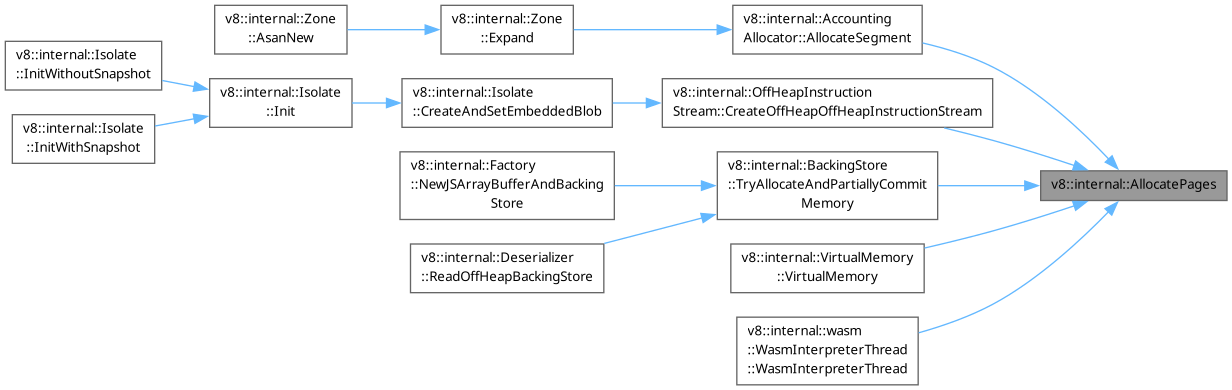 v8::internal::Zone
::AsanNew
v8::internal::Zone
::Expand
v8::internal::Accounting
Allocator::AllocateSegment
v8::internal::Isolate
::InitWithoutSnapshot
v8::internal::Isolate
::Init
v8::internal::Isolate
::CreateAndSetEmbeddedBlob
v8::internal::OffHeapInstruction
Stream::CreateOffHeapOffHeapInstructionStream
v8::internal::Isolate
::InitWithSnapshot
v8::internal::Factory
::NewJSArrayBufferAndBacking
Store
v8::internal::BackingStore
::TryAllocateAndPartiallyCommit
Memory
v8::internal::AllocatePages
v8::internal::Deserializer
::ReadOffHeapBackingStore
v8::internal::VirtualMemory
::VirtualMemory
v8::internal::wasm
::WasmInterpreterThread
::WasmInterpreterThread